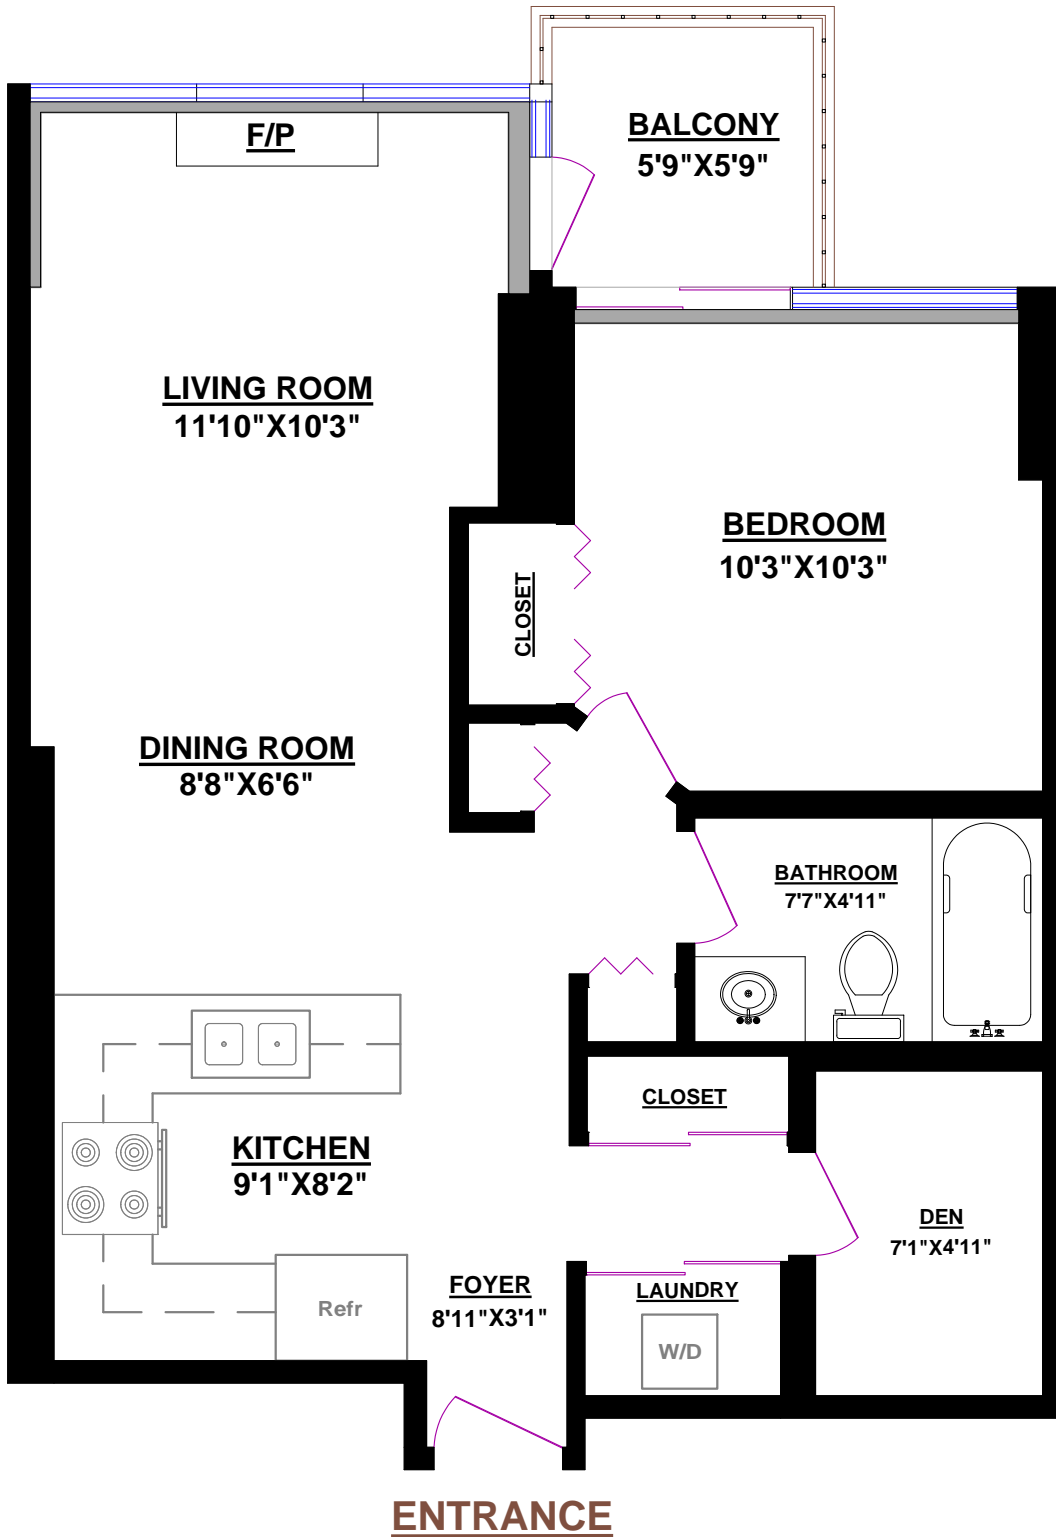 BALCONY
5'9"X5'9"
F/P
LIVING ROOM
11'10"X10'3"
BEDROOM
10'3"X10'3"
CLOSET
DINING ROOM
8'8"X6'6"
BATHROOM
7'7"X4'11"
CLOSET
KITCHEN
9'1"X8'2"
DEN
7'1"X4'11"
FOYER
8'11"X3'1"
LAUNDRY
Refr
W/D
ENTRANCE